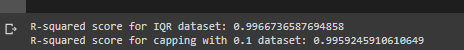 R-squared score for IQR dataset: 0.9966736587694858
R-squared score for capping with 0.1 dataset: 0.9959245910610649